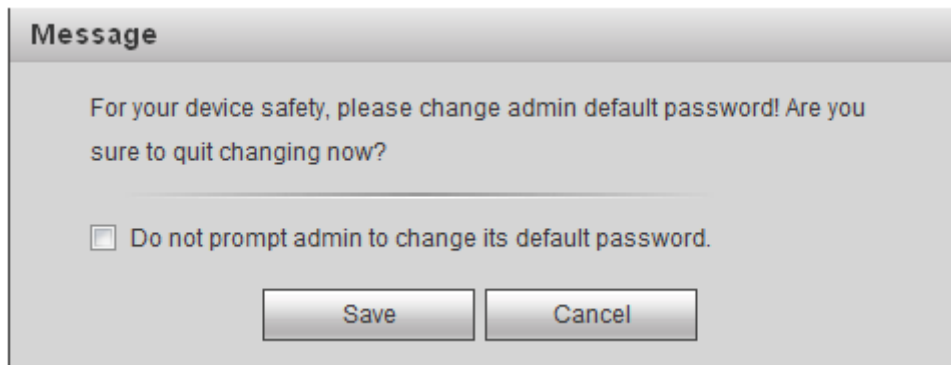 Message
For your device safety, please change admin default password! Are you
sure to quit changing now?
Do not prompt admin to change its default password.
Save
Cancel